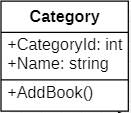 Category
+CategoryId: int
+Name: string
+AddBook()